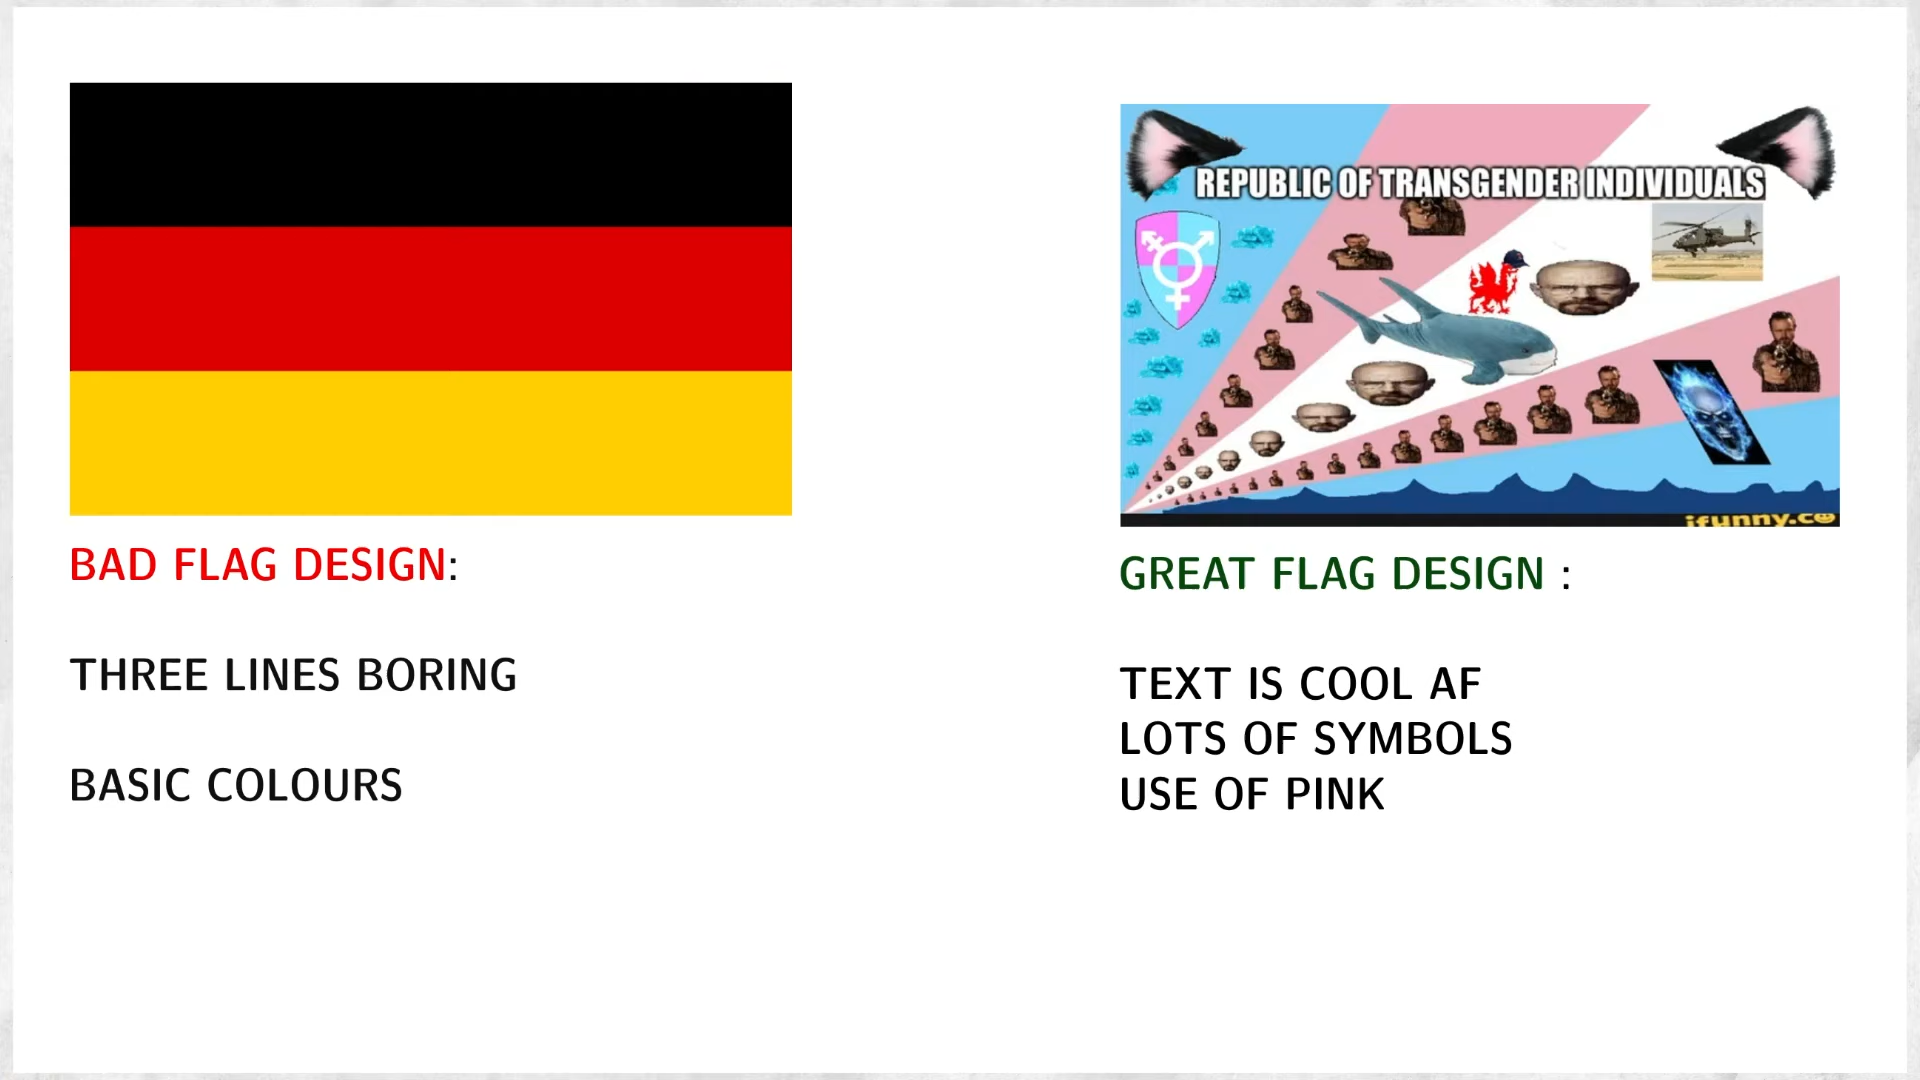 REPUBLIC OF TRANSGENDER INDIVIDUALS
ifunny.co
BAD FLAG DESIGN:
THREE LINES BORING
BASIC COLOURS
GREAT FLAG DESIGN :
TEXT IS COOL AF
LOTS OF SYMBOLS
USE OF PINK